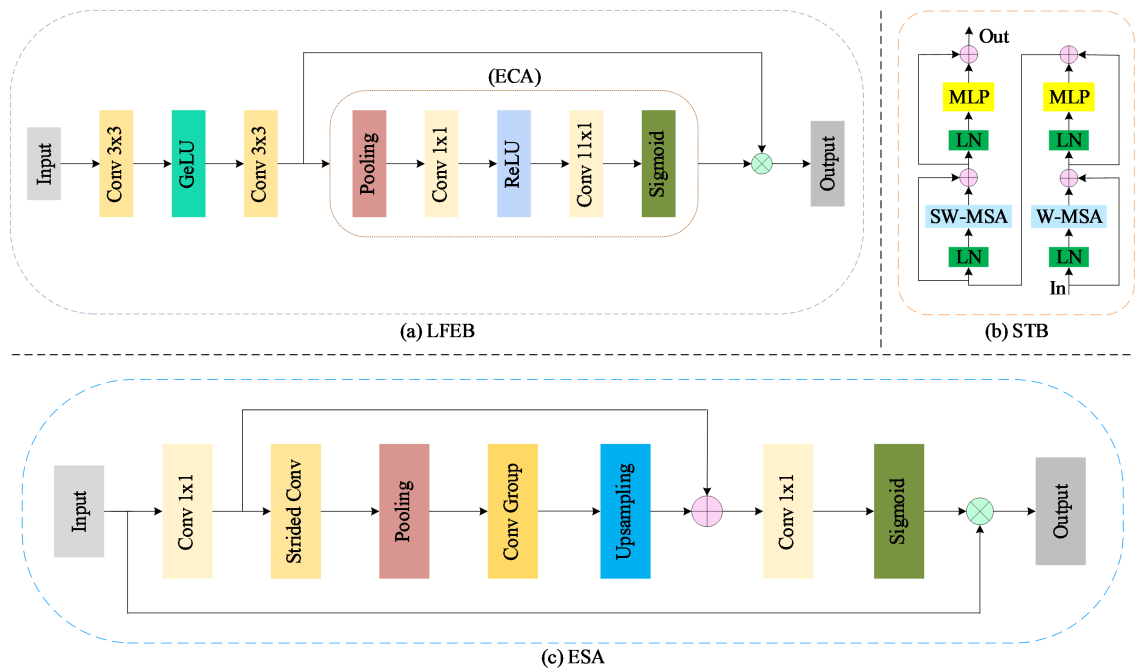 (ECA)
Input
Conv 3x3
GeLU
Conv 3x3
Pooling
Conv 1x1
ReLU
Conv 11x1
Sigmoid
Output
(a) LFEB
Out
MLP
MLP
LN
LN
SW-MSA
W-MSA
LN
LN
In
(b) STB
Input
Conv 1x1
Strided Conv
Pooling
Conv Group
Upsampling
Conv 1x1
Sigmoid
Output
(c) ESA